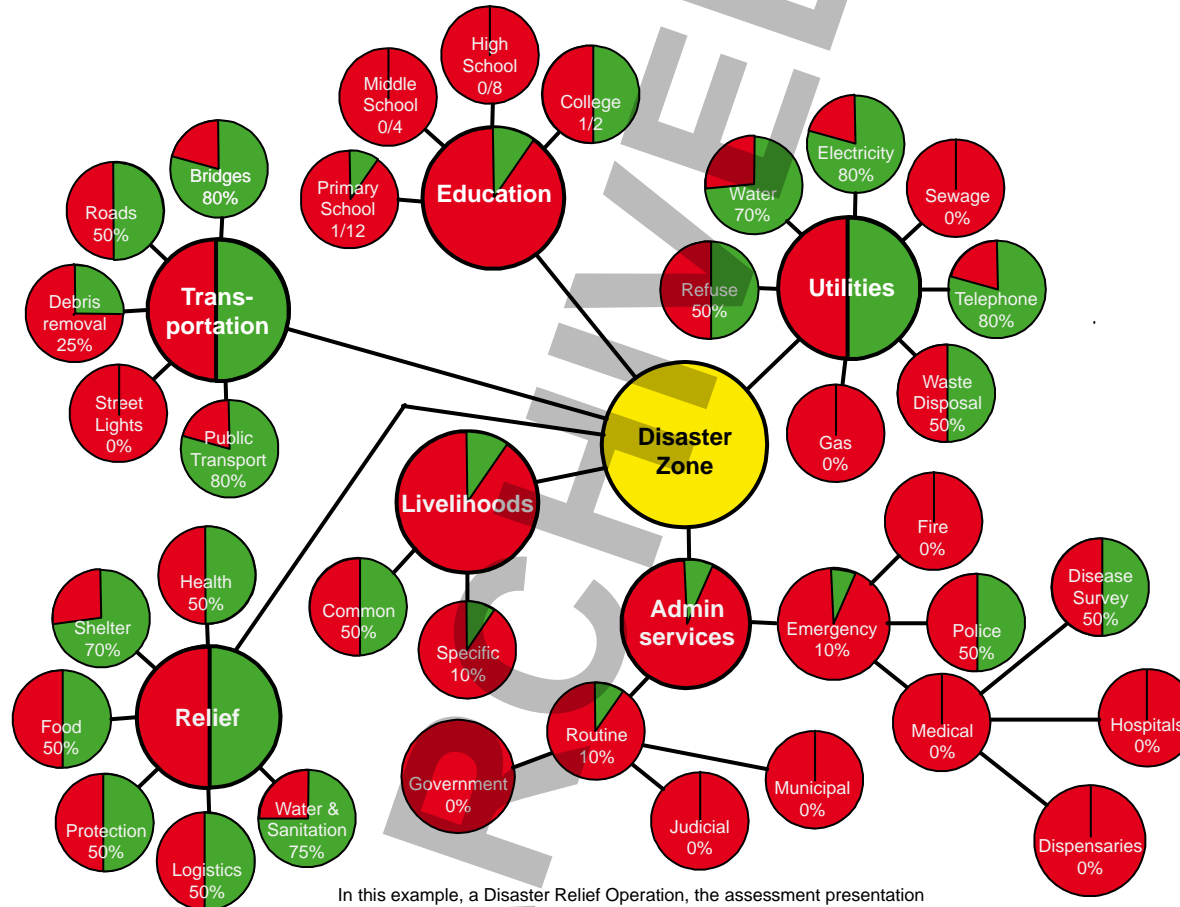 High
School
0/8
Middle
School
0/4
College
1/2
Primary
School
1/12
Education
Bridges
80%
Roads
50%
Debris
removal
25%
Street
Lights
0%
Public
Transport
80%
Trans-
portation
Electricity
80%
Water
70%
Sewage
0%
Refuse
50%
Telephone
80%
Waste
Disposal
50%
Gas
0%
Utilities
Disaster
Zone
Livelihoods
Common
50%
Specific
10%
Admin
services
Emergency
10%
Fire
0%
Police
50%
Disease
Survey
50%
Medical
0%
Hospitals
0%
Dispensaries
0%
Routine
10%
Government
0%
Judicial
0%
Municipal
0%
Health
50%
Shelter
70%
Food
50%
Protection
50%
Logistics
50%
Water &
Sanitation
75%
Relief
In this example, a Disaster Relief Operation, the assessment presentation